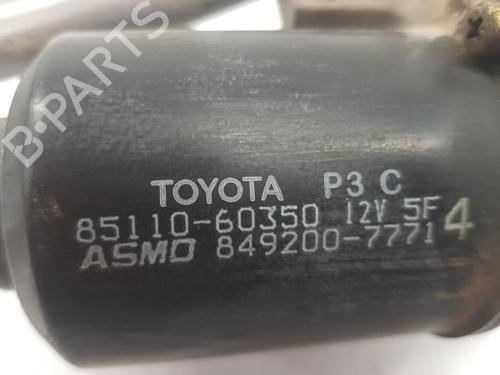 B-PARTS
TOYOTA P3 C
85110-60350 12V 5F 4
ASMO 849200-7771